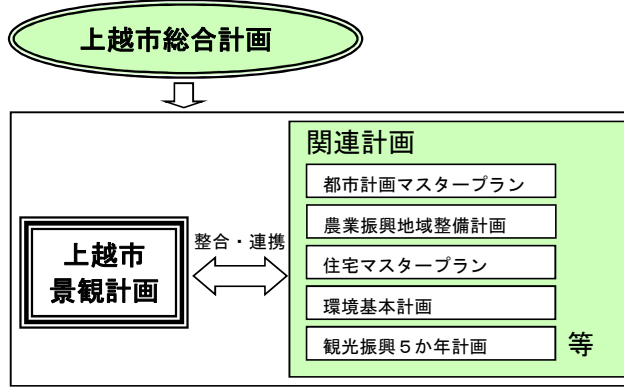 上越市総合計画
関連計画
都市計画マスタープラン
農業振興地域整備計画
住宅マスタープラン
環境基本計画
観光振興５か年計画
等
整合・連携
上越市
景観計画